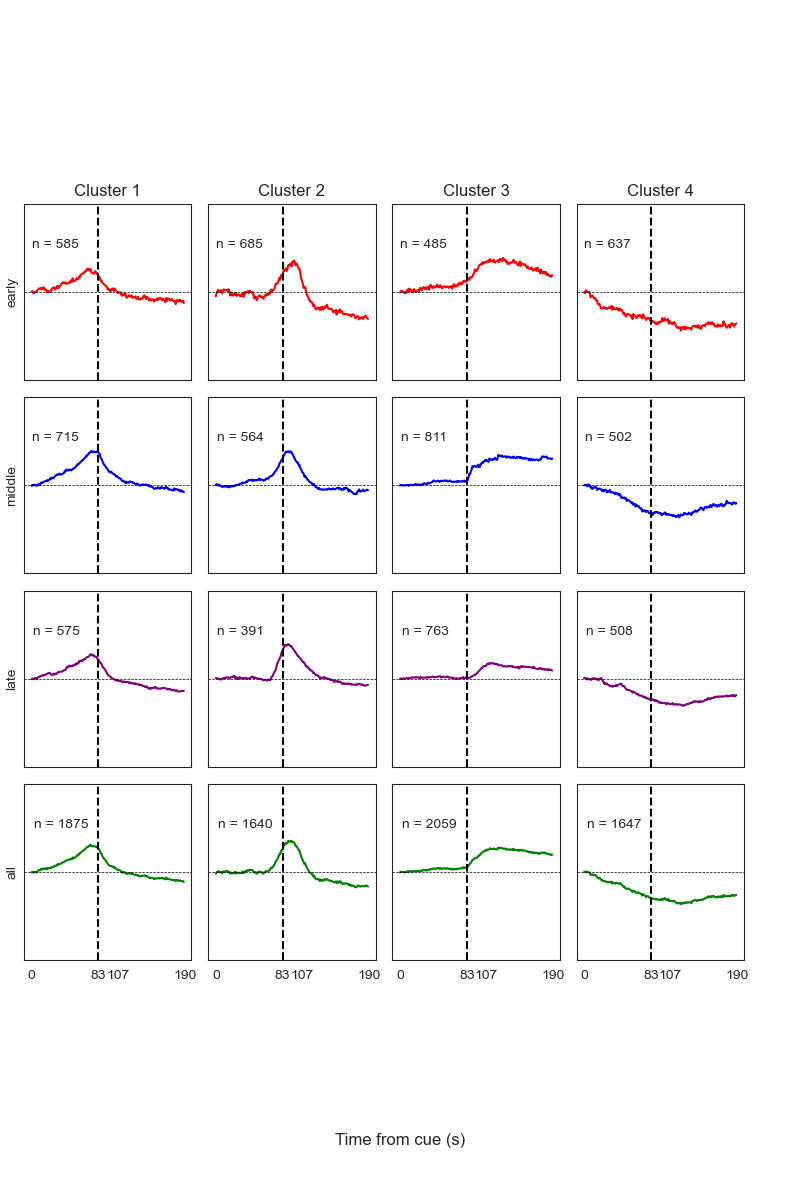 Cluster 1 Cluster 2 Cluster 3 Cluster 4
early
n = 585 n = 685 n = 485 n = 637
middle
n = 715 n = 564 n = 811 n = 502
late
n = 575 n = 391 n = 763 n = 508
all
n = 1875 n = 1640 n = 2059 n = 1647
0 83 107 190 0 83 107 190 0 83 107 190 0 83 107 190
Time from cue (s)